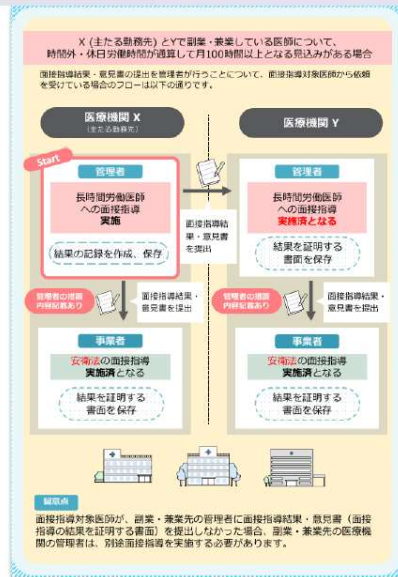 X (主たる勤務先) とYで副業・兼業している医師について、
時間外・休日労働時間が通算して月100時間以上となる見込みがある場合
面接指導結果・意見書の提出を管理者が行うことについて、面接指導対象医師から依頼
を受けている場合のフローは以下の通りです。
医療機関 X
(主たる勤務先)
医療機関 Y
Start
管理者
長時間労働医師
への面接指導
実施
結果の記録を作成、保存
面接指導結
果・意見書
を提出
管理者
長時間労働医師
への面接指導
実施済となる
結果を証明する
書面を保存
管理者の措置
内容記載あり
面接指導結果・
意見書を提出
管理者の措置
内容記載あり
面接指導結果・
意見書を提出
事業者
安衛法の面接指導
実施済となる
結果を証明する
書面を保存
事業者
安衛法の面接指導
実施済となる
結果を証明する
書面を保存
留意点
面接指導対象医師が、副業・兼業先の管理者に面接指導結果・意見書（面接
指導の結果を証明する書面）を提出しなかった場合、副業・兼業先の医療機
関の管理者は、別途面接指導を実施する必要があります。